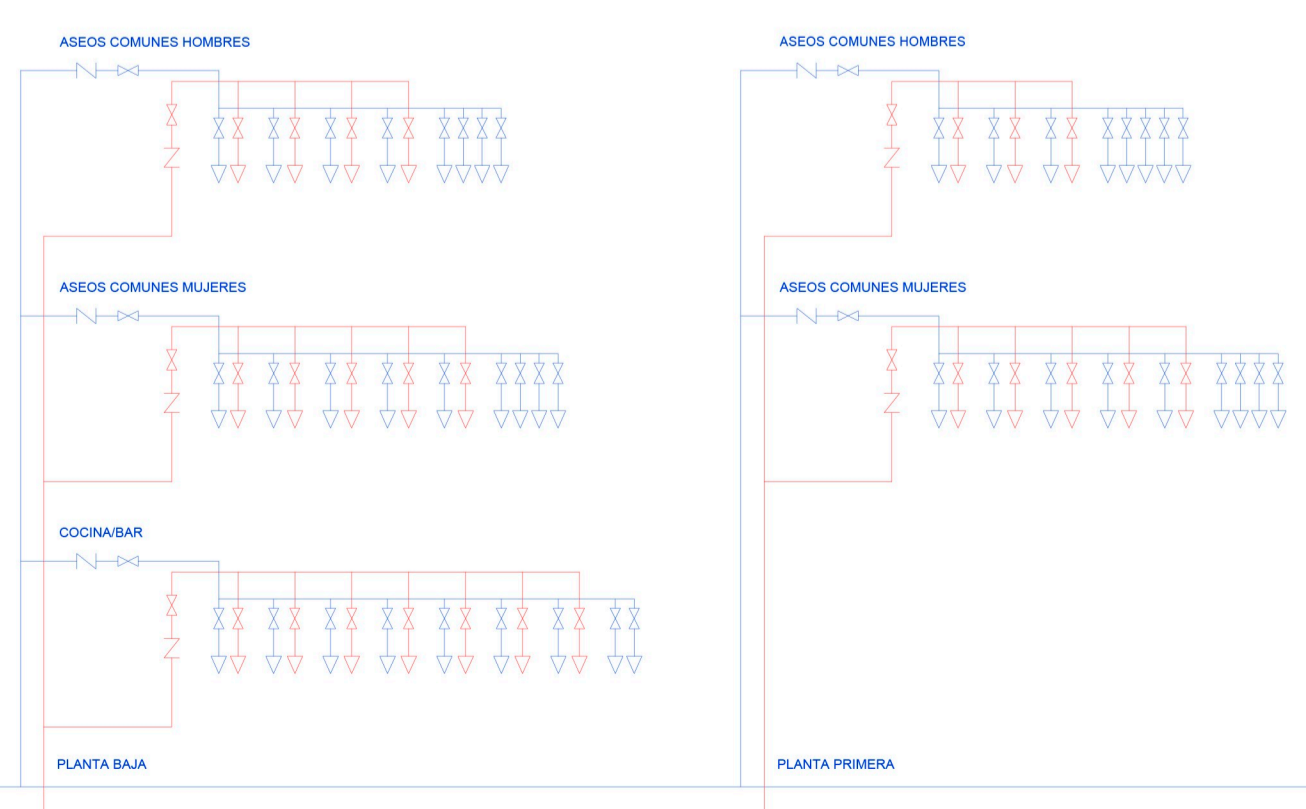 ASEOS COMUNES HOMBRES
ASEOS COMUNES MUJERES
COCINA/BAR
PLANTA BAJA
ASEOS COMUNES HOMBRES
ASEOS COMUNES MUJERES
PLANTA PRIMERA